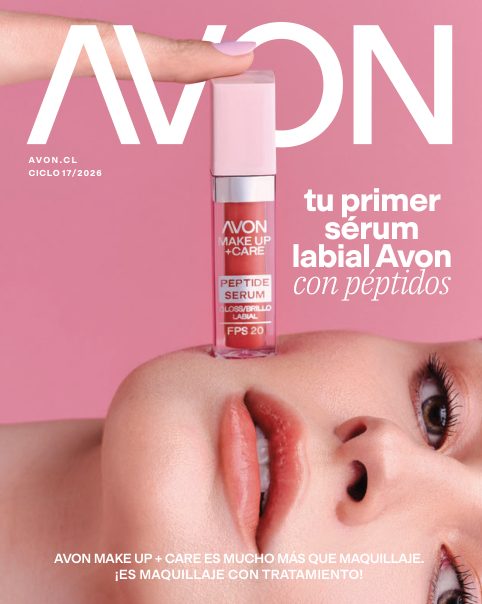 AVON
AVON.CL
CICLO 17/2026
tu primer
sérum
labial Avon
con péptidos
AVON
MAKE UP
+CARE
PEPTIDE
SERUM
GLOSS/BRILLO
LABIAL
FPS 20
AVON MAKE UP + CARE ES MUCHO MÁS QUE MAQUILLAJE.
¡ES MAQUILLAJE CON TRATAMIENTO!